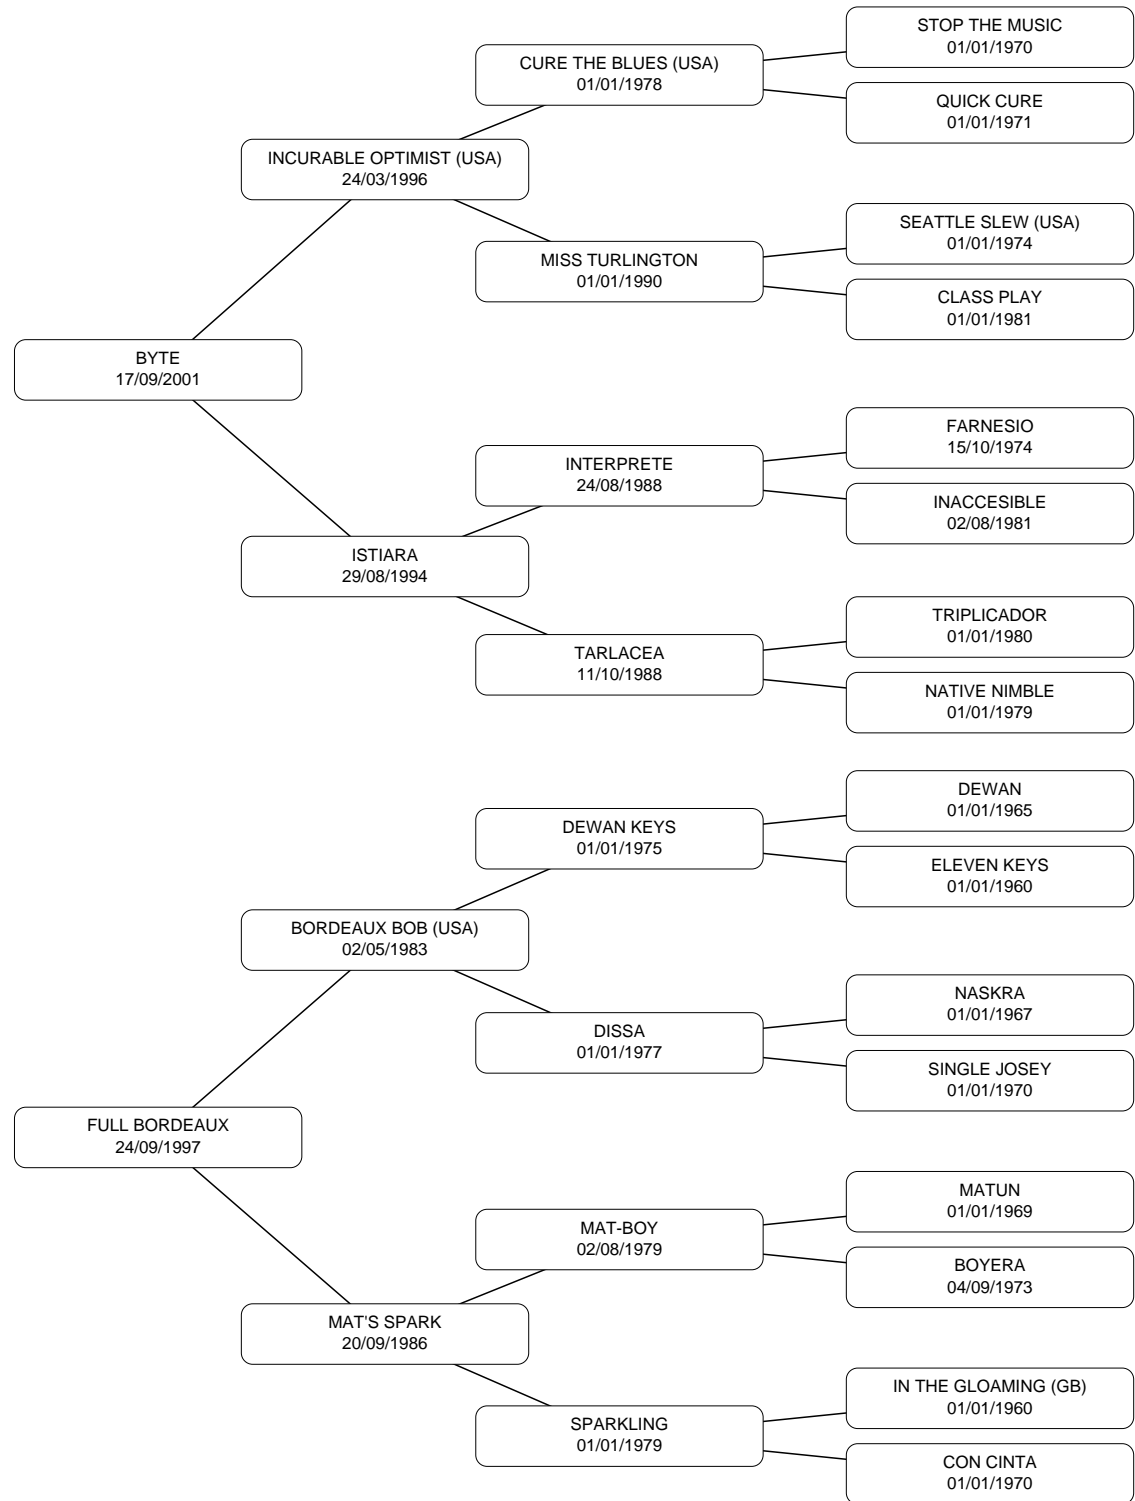 STOP THE MUSIC
01/01/1970
CURE THE BLUES (USA)
01/01/1978
QUICK CURE
01/01/1971
INCURABLE OPTIMIST (USA)
24/03/1996
SEATTLE SLEW (USA)
01/01/1974
MISS TURLINGTON
01/01/1990
CLASS PLAY
01/01/1981
BYTE
17/09/2001
FARNESIO
15/10/1974
INTERPRETE
24/08/1988
INACCESIBLE
02/08/1981
ISTIARA
29/08/1994
TRIPLICADOR
01/01/1980
TARLACEA
11/10/1988
NATIVE NIMBLE
01/01/1979
DEWAN
01/01/1965
DEWAN KEYS
01/01/1975
ELEVEN KEYS
01/01/1960
BORDEAUX BOB (USA)
02/05/1983
NASKRA
01/01/1967
DISSA
01/01/1977
SINGLE JOSEY
01/01/1970
FULL BORDEAUX
24/09/1997
MATUN
01/01/1969
MAT-BOY
02/08/1979
BOYERA
04/09/1973
MAT'S SPARK
20/09/1986
IN THE GLOAMING (GB)
01/01/1960
SPARKLING
01/01/1979
CON CINTA
01/01/1970